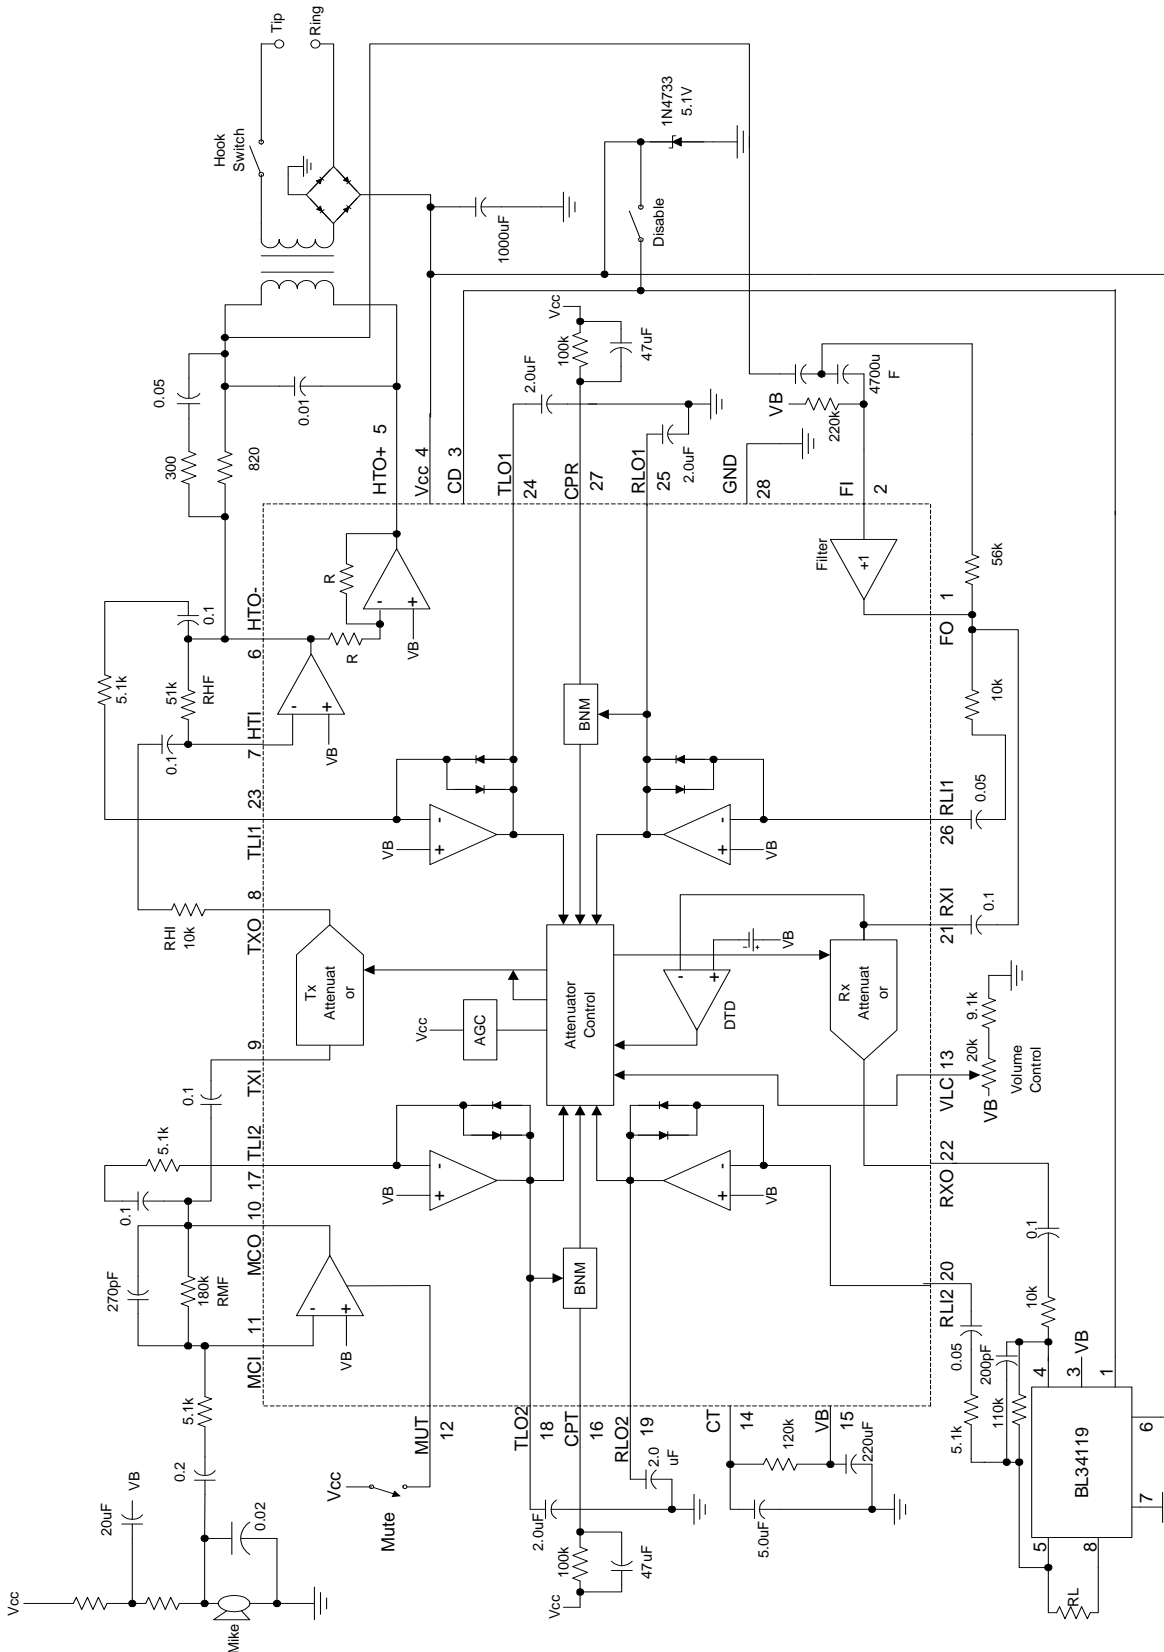 Tip
Ring
Hook
Switch
1N4733
5.1V
Disable
1000uF
0.05
300
820
0.01
HTO+ 5
Vcc 4
CD 3
TLO1
24
2.0uF
Vcc
100k
47uF
CPR
27
RLO1
25
2.0uF
GND
28
VB
220k
4700u
F
FI
2
56k
FO 1
10k
0.1
HTO-
6
5.1k
51k
RHF
HTI
7
0.1
TLI1 23
RHI
10k
TXO 8
R
R
-
+
VB
-
+
VB
Filter
+1
BNM
-
+
VB
-
+
VB
RLI1
26
0.05
RXI
21
0.1
Tx
Attenuat
or
Vcc
AGC
Attenuator
Control
-
+
DTD
-
+
VB
Rx
Attenuat
or
9
TXI
0.1
5.1k
TLI2
17
0.1
MCO 10
270pF
180k
RMF
MCI 11
-
+
VB
-
+
VB
BNM
-
+
VB
VLC 13
9.1k
20k
VB
Volume
Control
RXO 22
0.1
10k
RLI2 20
0.05
200pF
110k
5.1k
4
3
VB
1
BL34119
5
8
7
6
RL
5.1k
0.2
0.02
20uF
VB
Vcc
Mike
Vcc
Mute
MUT
12
TLO2
18
CPT
16
RLO2
19
2.0
uF
2.0uF
100k
47uF
Vcc
CT
14
120k
VB
15
220uF
5.0uF